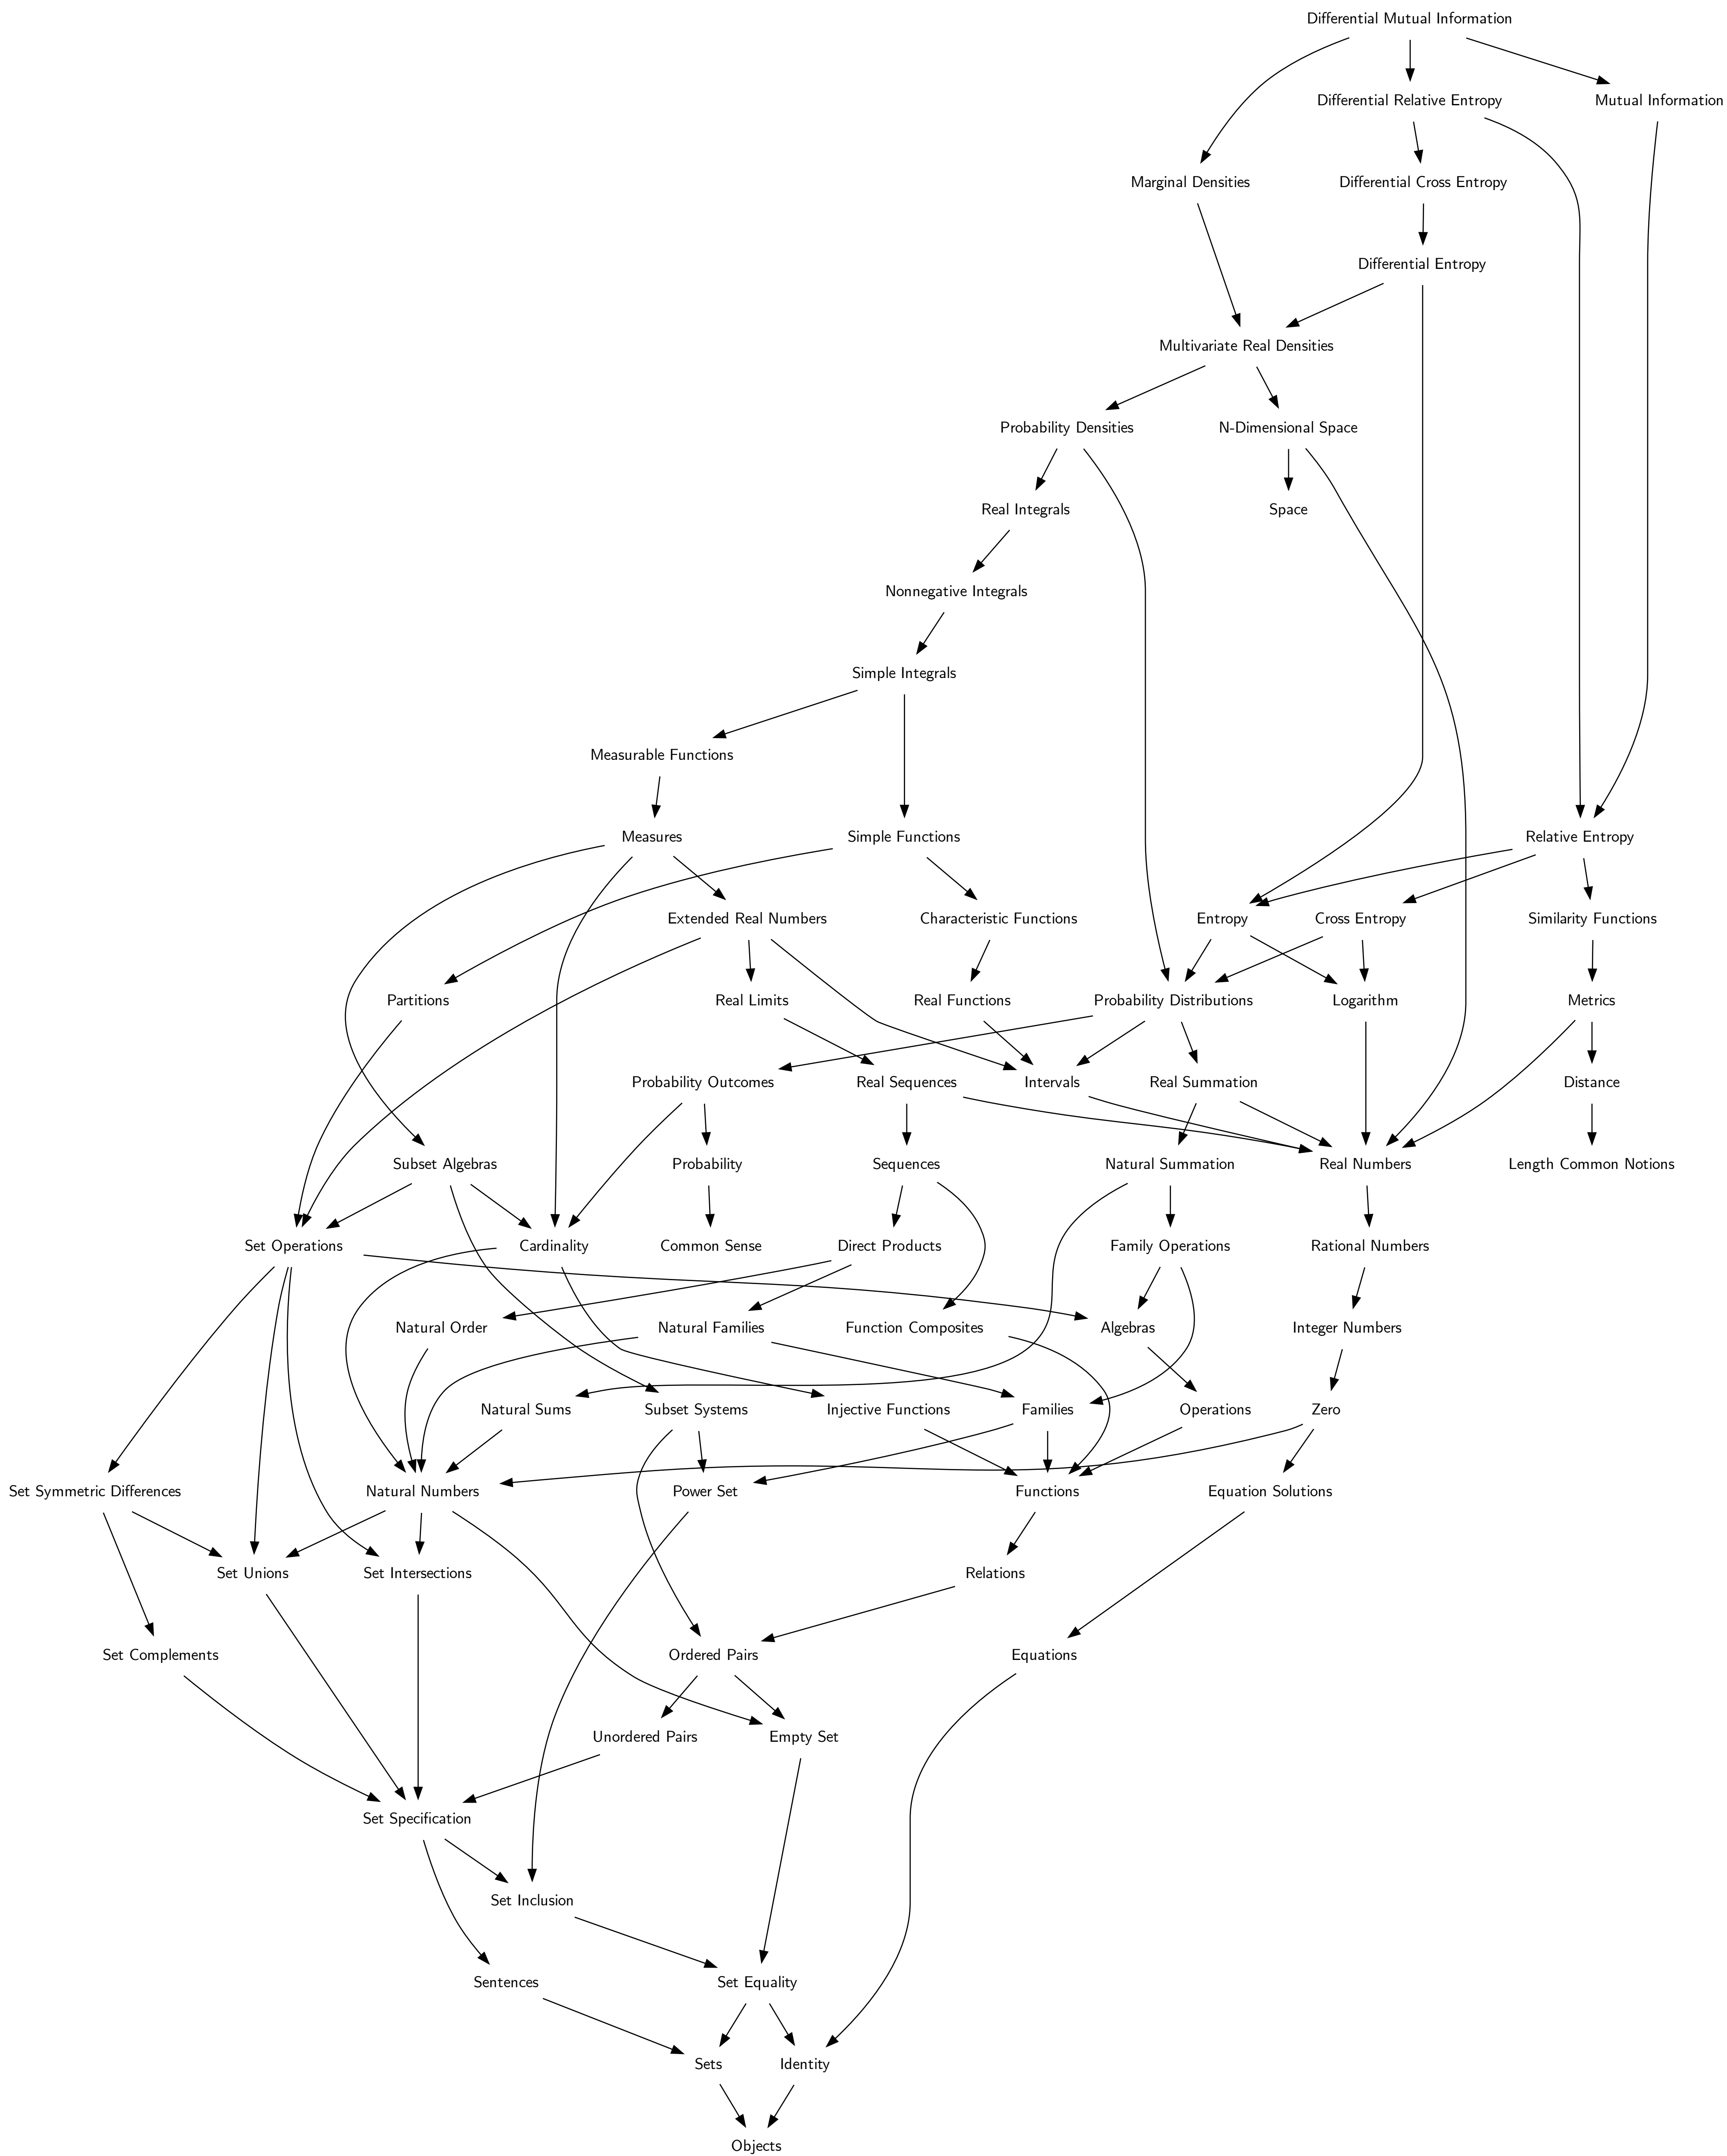 Differential Mutual Information
Differential Relative Entropy
Mutual Information
Marginal Densities
Differential Cross Entropy
Differential Entropy
Multivariate Real Densities
Probability Densities
N-Dimensional Space
Real Integrals
Space
Nonnegative Integrals
Simple Integrals
Measurable Functions
Measures
Simple Functions
Relative Entropy
Extended Real Numbers
Characteristic Functions
Entropy
Cross Entropy
Similarity Functions
Partitions
Real Limits
Real Functions
Probability Distributions
Logarithm
Metrics
Probability Outcomes
Real Sequences
Intervals
Real Summation
Distance
Subset Algebras
Probability
Sequences
Natural Summation
Real Numbers
Length Common Notions
Set Operations
Cardinality
Common Sense
Direct Products
Family Operations
Rational Numbers
Natural Order
Natural Families
Function Composites
Algebras
Integer Numbers
Natural Sums
Subset Systems
Injective Functions
Families
Operations
Zero
Set Symmetric Differences
Natural Numbers
Power Set
Functions
Equation Solutions
Set Unions
Set Intersections
Relations
Set Complements
Ordered Pairs
Equations
Unordered Pairs
Empty Set
Set Specification
Set Inclusion
Sentences
Set Equality
Sets
Identity
Objects